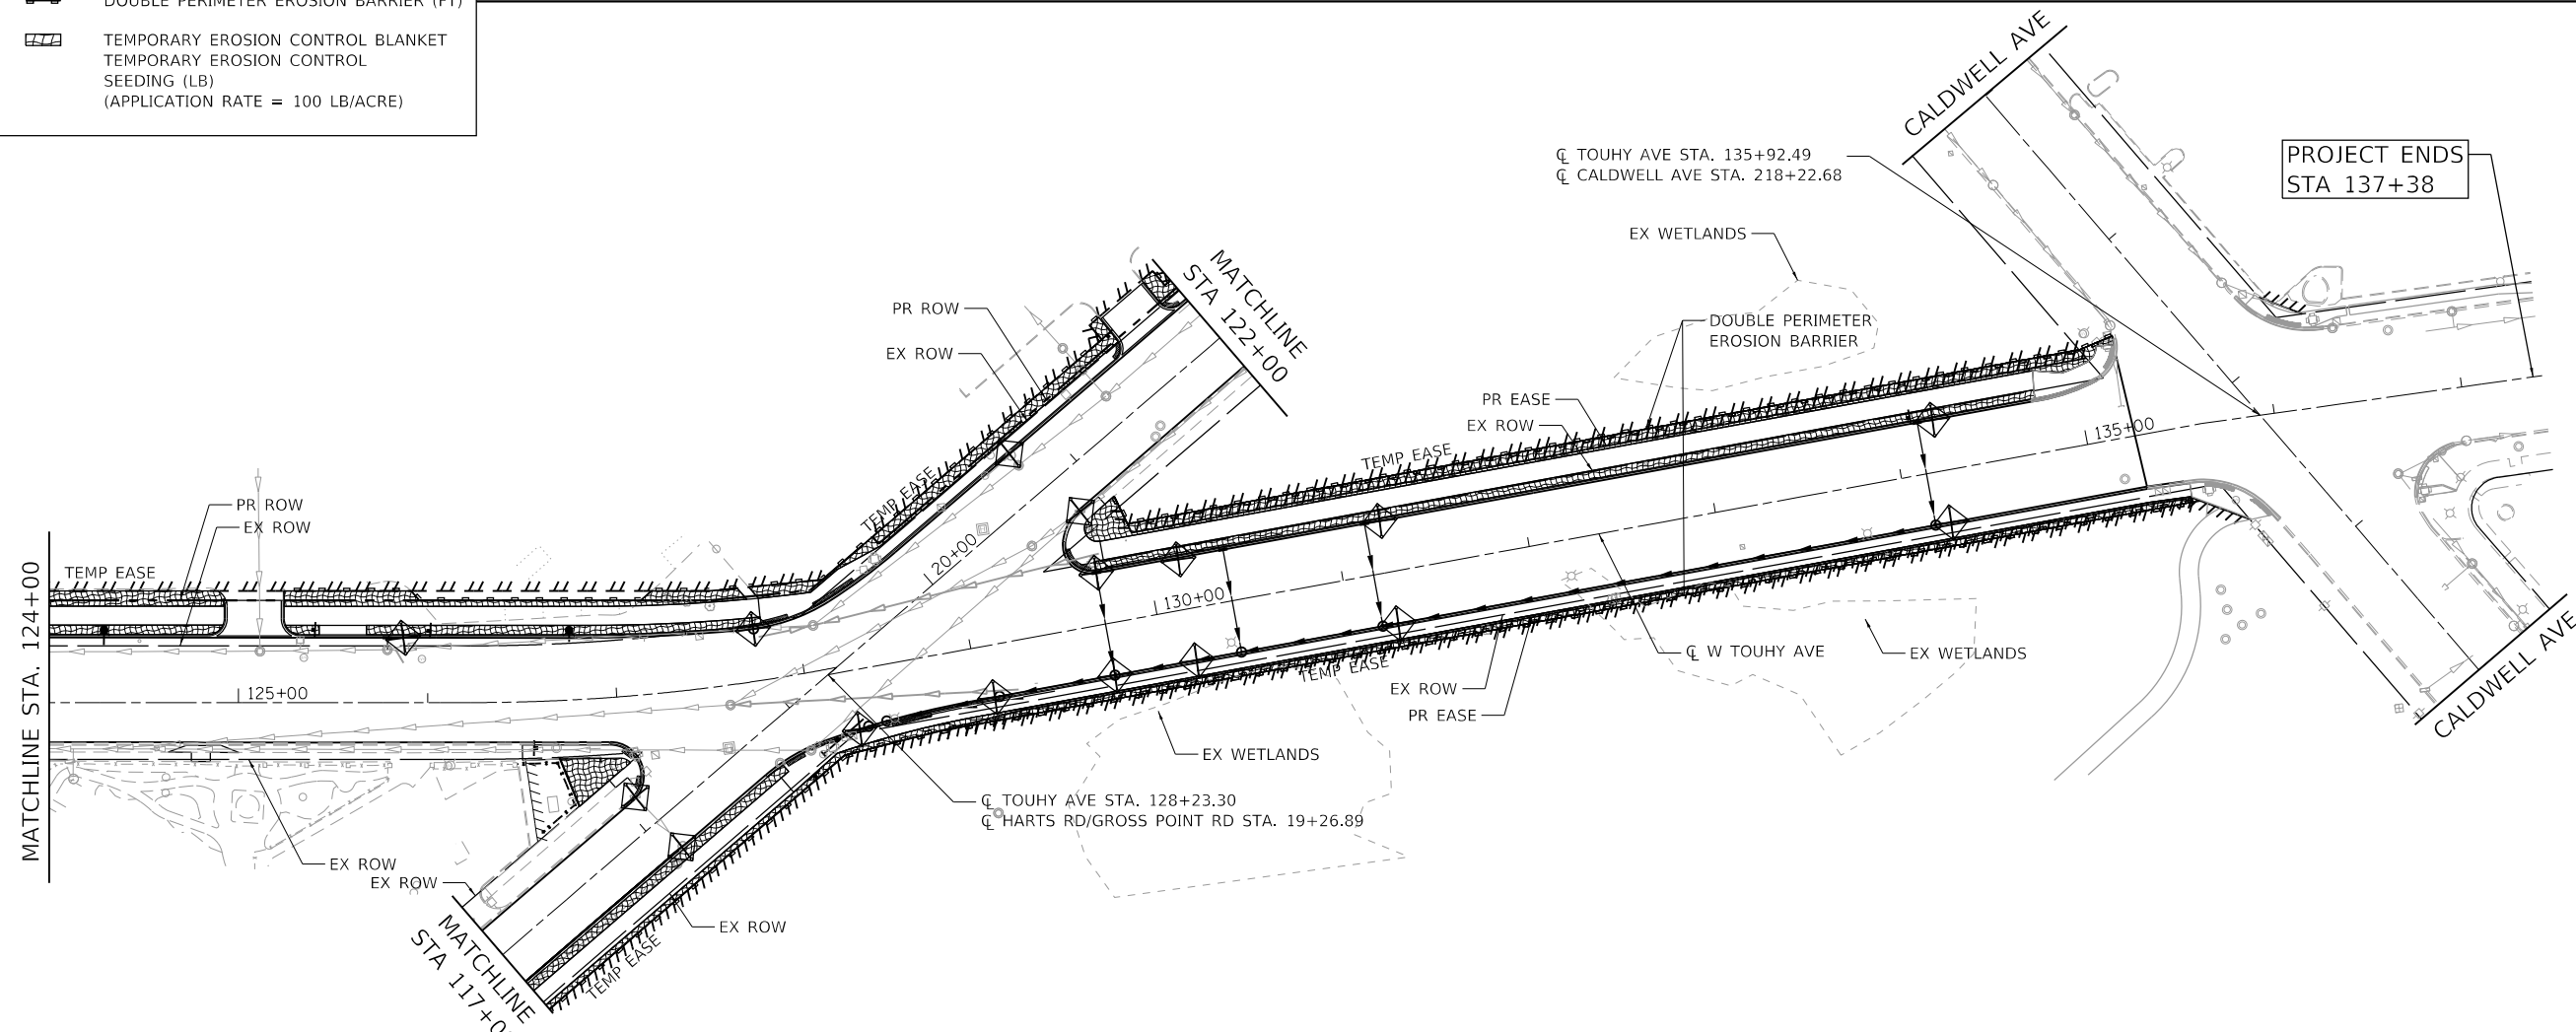 DOUBLE PERIMETER EROSION BARRIER (FT)
TEMPORARY EROSION CONTROL BLANKET
TEMPORARY EROSION CONTROL
SEEDING (LB)
(APPLICATION RATE = 100 LB/ACRE)
CALDWELL AVE
℄ TOUHY AVE STA. 135+92.49
℄ CALDWELL AVE STA. 218+22.68
PROJECT ENDS
STA 137+38
EX WETLANDS
MATCHLINE
STA 122+00
PR ROW
EX ROW
DOUBLE PERIMETER
EROSION BARRIER
PR EASE
EX ROW
TEMP EASE
135+00
TEMP EASE
PR ROW
EX ROW
20+00
TEMP EASE
MATCHLINE STA. 124+00
130+00
125+00
℄ W TOUHY AVE
EX WETLANDS
TEMP EASE
EX ROW
PR EASE
EX WETLANDS
CALDWELL AVE
℄ TOUHY AVE STA. 128+23.30
℄ HARTS RD/GROSS POINT RD STA. 19+26.89
EX ROW
EX ROW
EX ROW
TEMP EASE
MATCHLINE
STA 117+0